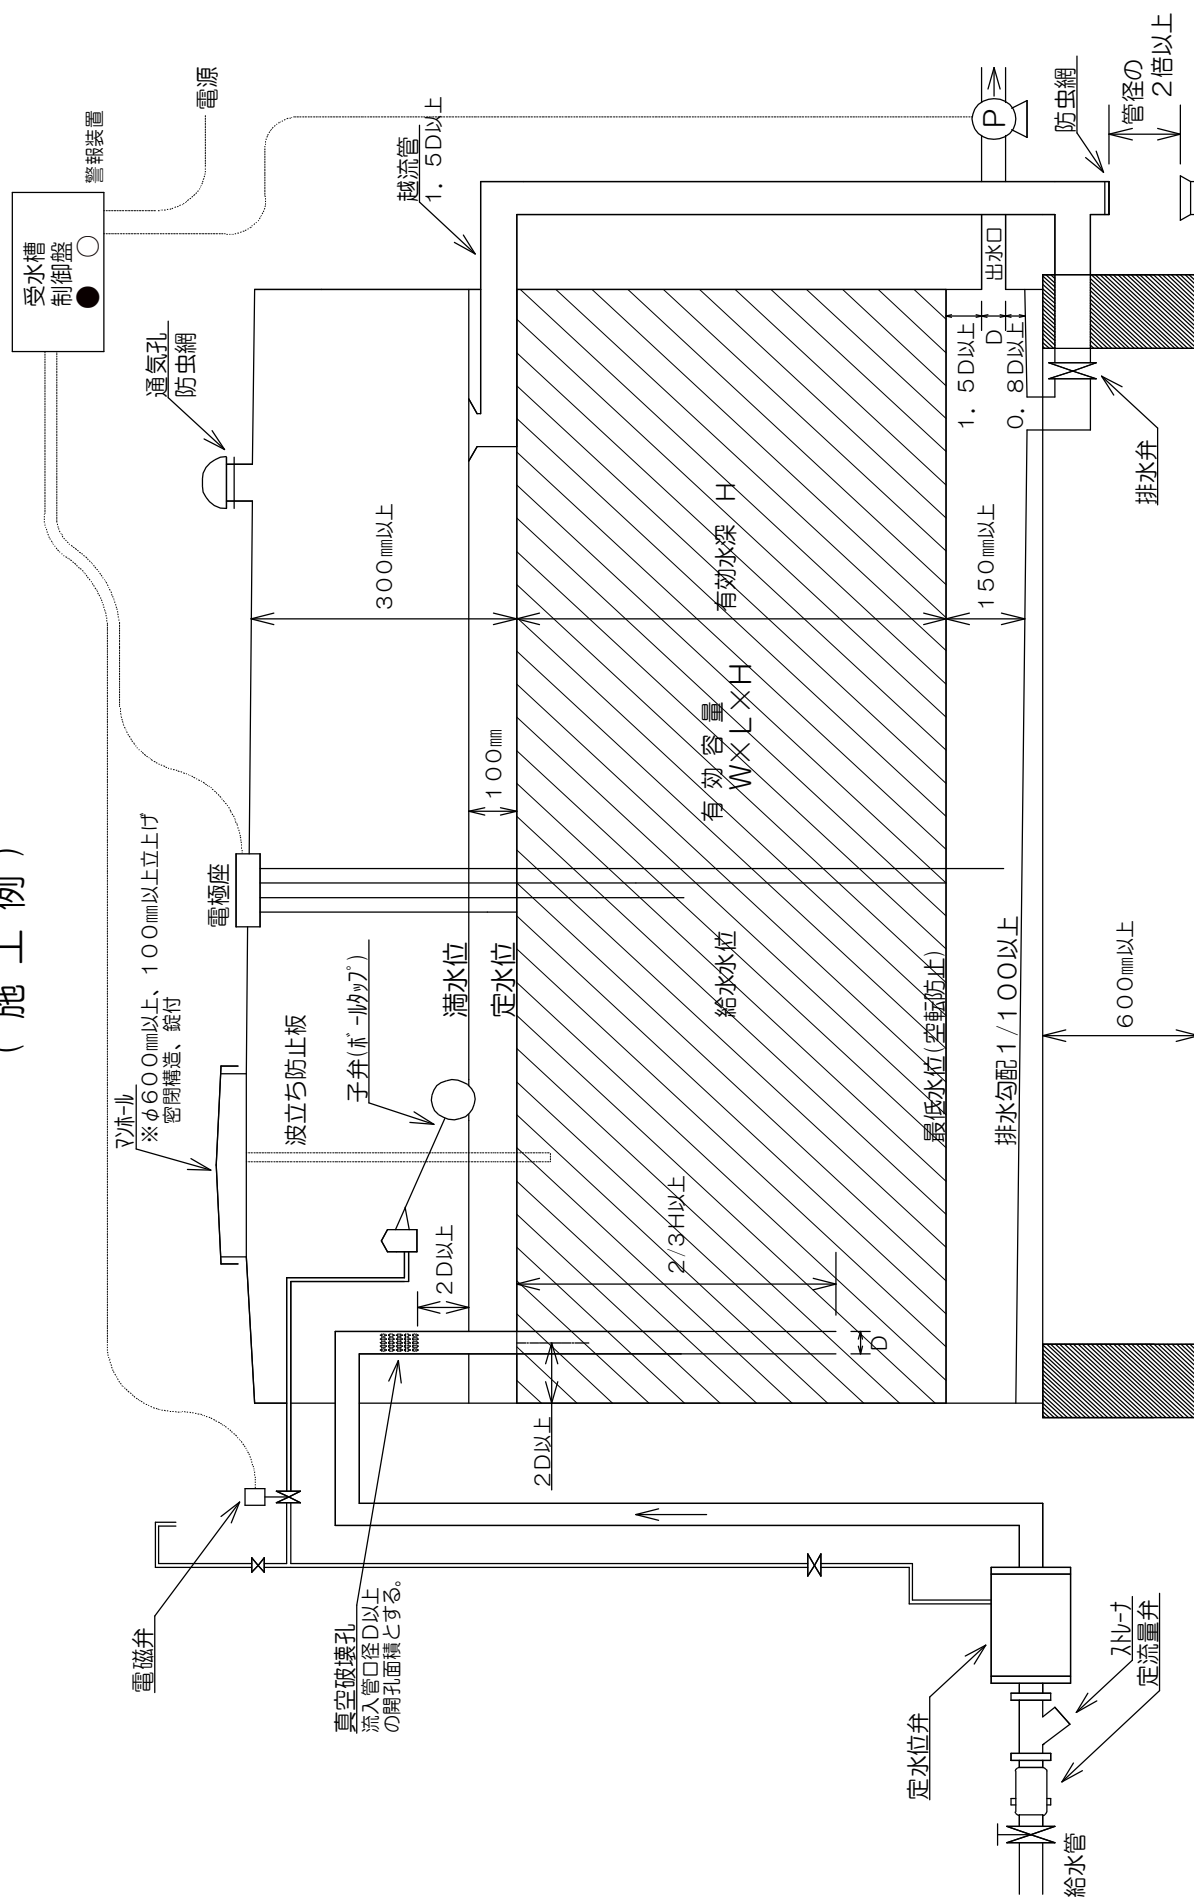 (施工例)
受水槽
制御盤
警報装置
電源
通気孔
防虫網
越流管
1.5D以上
マンホール
※φ600㎜以上、100㎜以上立上げ
密閉構造、錠付
電極座
波立ち防止板
子弁(ボールタップ)
満水位
定水位
300㎜以上
100㎜
有効水深 H
有効容量
W×L×H
給水水位
最低水位(空転防止)
排水勾配1/100以上
150㎜以上
1.5D以上
D
0.8D以上
出水口
P
防虫網
管径の
2倍以上
排水弁
600㎜以上
2D以上
2/3H以上
D
2D以上
電磁弁
真空破壊孔
流入管口径D以上
の開孔面積とする。
定水位弁
ストレーナ
定流量弁
給水管